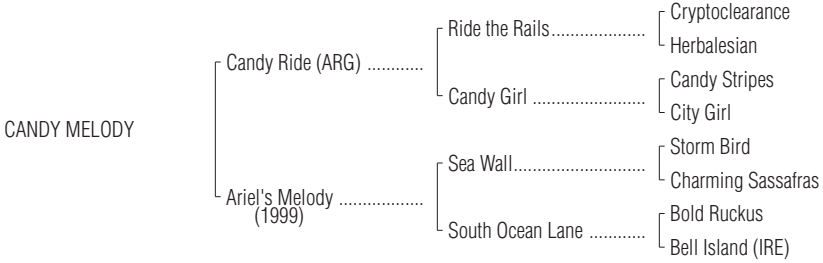 Cryptoclearance
Ride the Rails.....................
Herbalesian
Candy Ride (ARG) ............
Candy Stripes
Candy Girl .........................
City Girl
CANDY MELODY
Storm Bird
Sea Wall.............................
Charming Sassafras
Ariel's Melody ..................
(1999)
Bold Ruckus
South Ocean Lane ............
Bell Island (IRE)